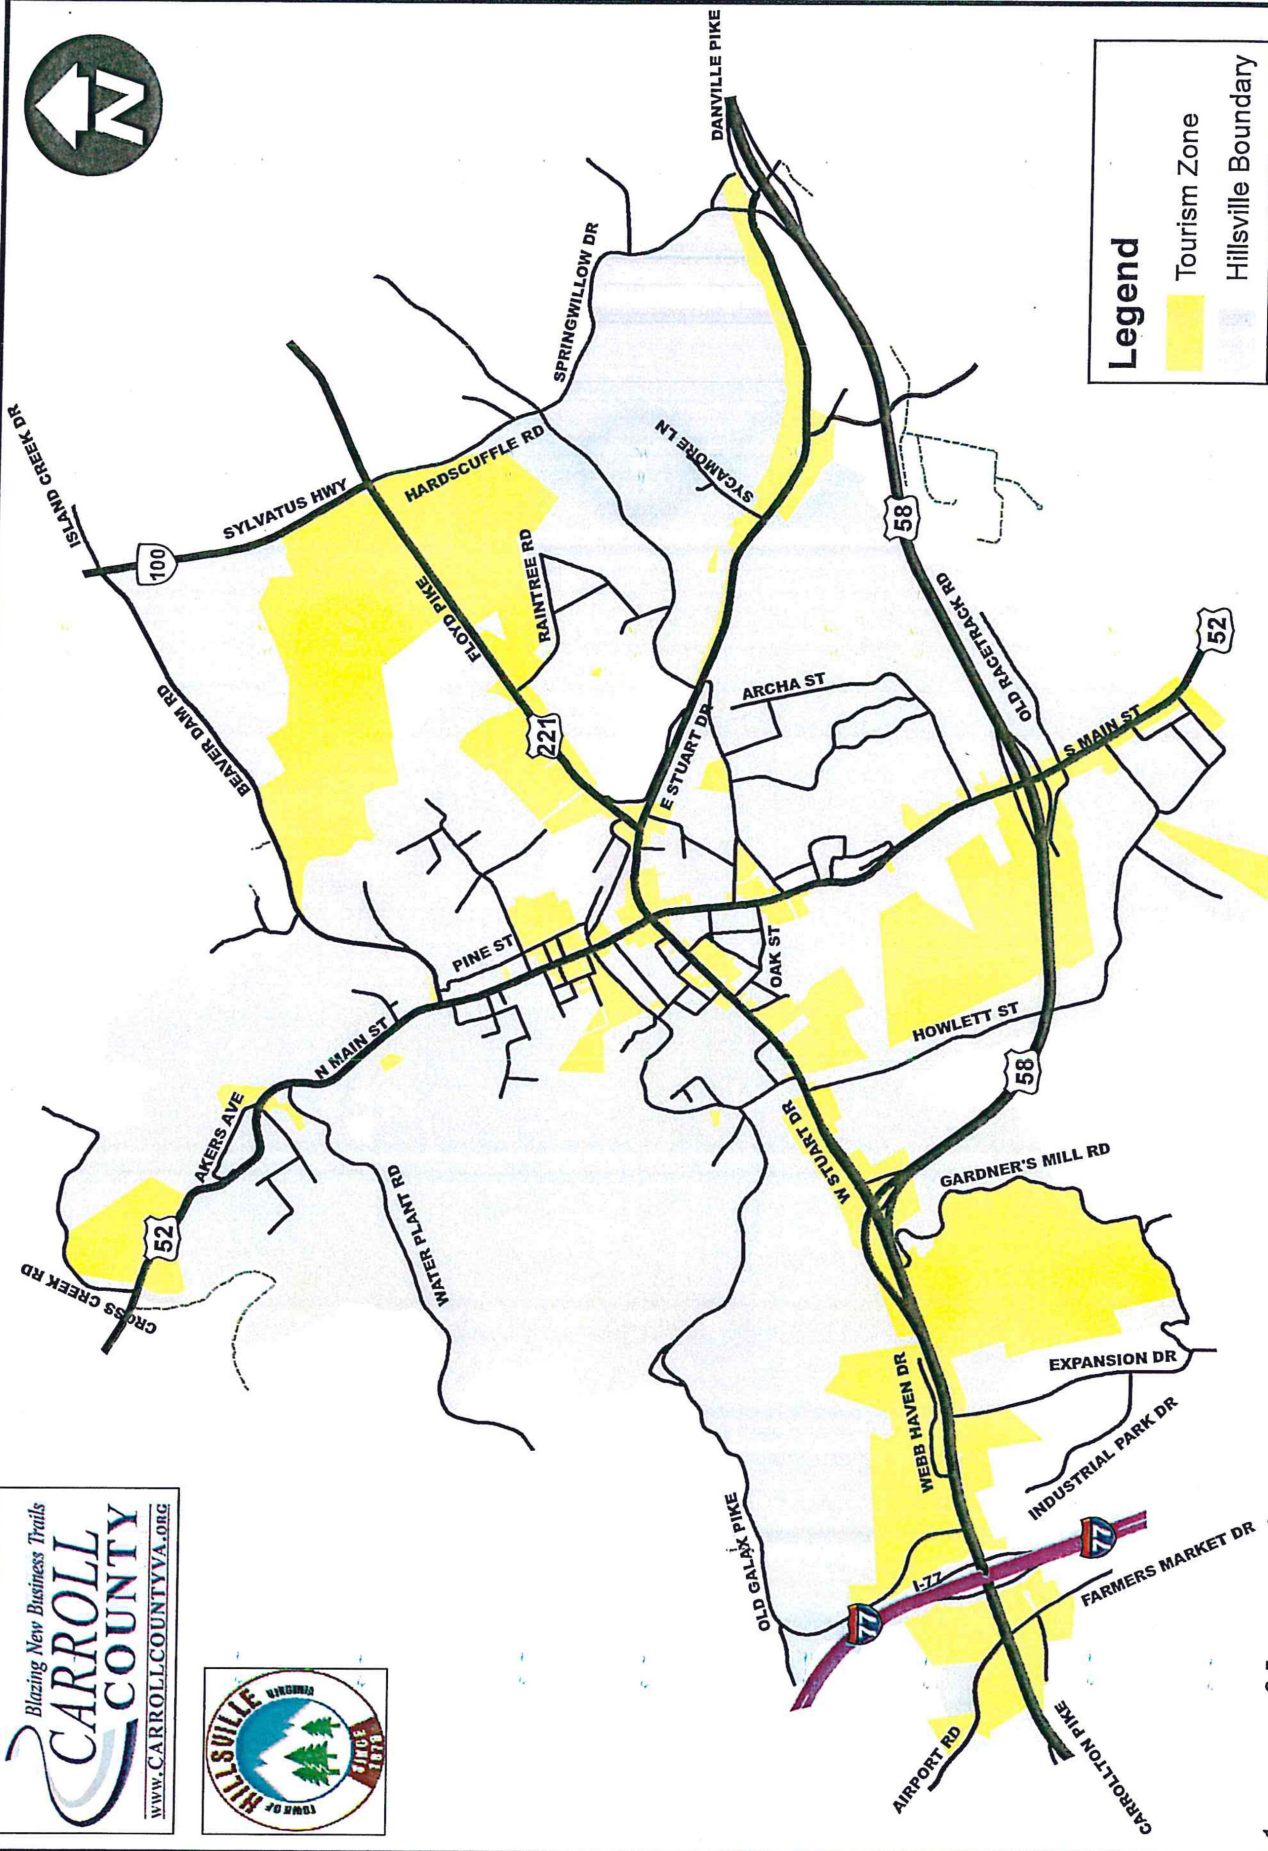 Blazing New Business Trails
CARROLL
COUNTY
www.CARROLLCOUNTYVA.ORG
TOWN OF HILLSVILLE VIRGINIA
SINCE 1878
N
CROSS CREEK RD
52
AKERS AVE
N MAIN ST
WATER PLANT RD
PINE ST
BEAVER DAM RD
ISLAND CREEK DR
100
SYLVATUS HWY
HARDSCUFFLE RD
FLOYD PIKE
RAINTREE RD
221
SPRINGWILLOW DR
SYCAMORE LN
DANVILLE PIKE
E STUART DR
ARCHA ST
OAK ST
58
OLD RACETRACK RD
S MAIN ST
52
HOWLETT ST
W STUART DR
58
GARDNER'S MILL RD
OLD GALAX PIKE
WEBB HAVEN DR
EXPANSION DR
INDUSTRIAL PARK DR
77
I-77
77
FARMERS MARKET DR
AIRPORT RD
CARROLLTON PIKE
Legend
Tourism Zone
Hillsville Boundary